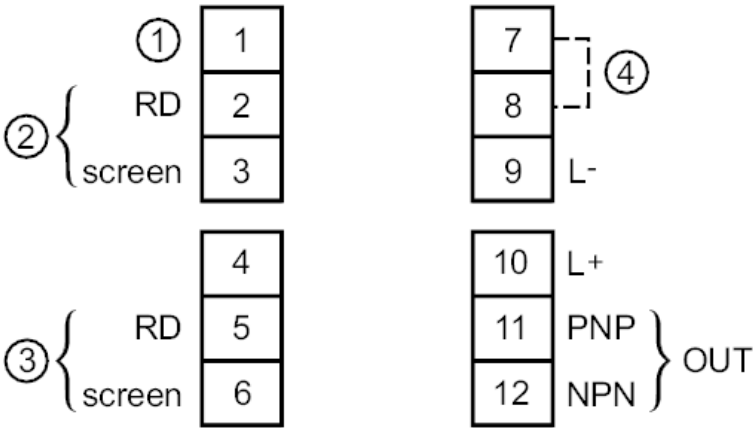 ① 1 7
RD 2 8 ④
②
screen 3 9 L-
4 10 L+
RD 5 11 PNP
③ OUT
screen 6 12 NPN